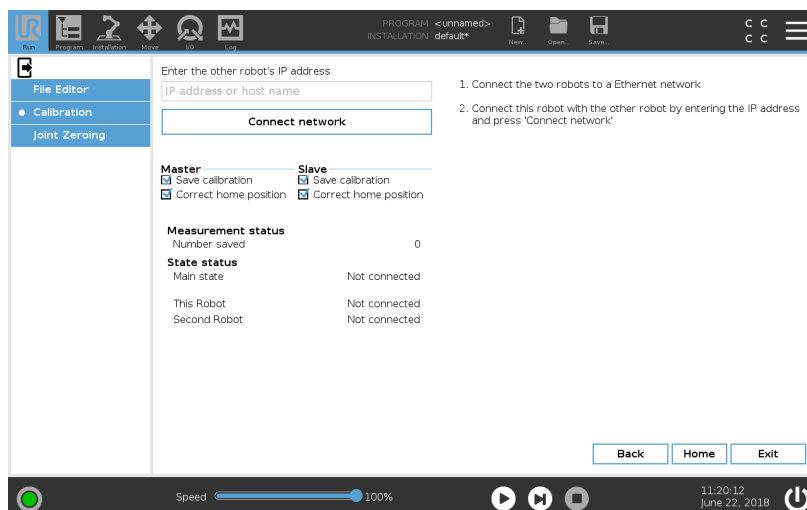 PROGRAM <unnamed>
INSTALLATION default*
UR
Run
Program
Installation
Move
I/O
Log
New...
Open...
Save...
C C
C C
File Editor
Calibration
Joint Zeroing
Enter the other robot's IP address
IP address or host name
Connect network
Master
Slave
Save calibration
Save calibration
Correct home position
Correct home position
Measurement status
Number saved 0
State status
Main state Not connected
This Robot Not connected
Second Robot Not connected
1. Connect the two robots to a Ethernet network
2. Connect this robot with the other robot by entering the IP address
and press 'Connect network'
Back
Home
Exit
Speed
100%
11:20:12
June 22, 2018